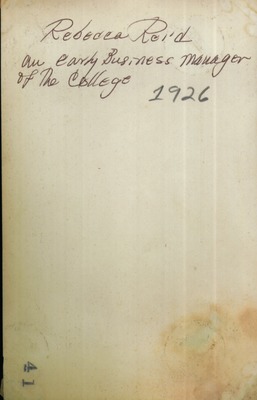 Rebecca Reid
an early Business manager
of The College
1926
41